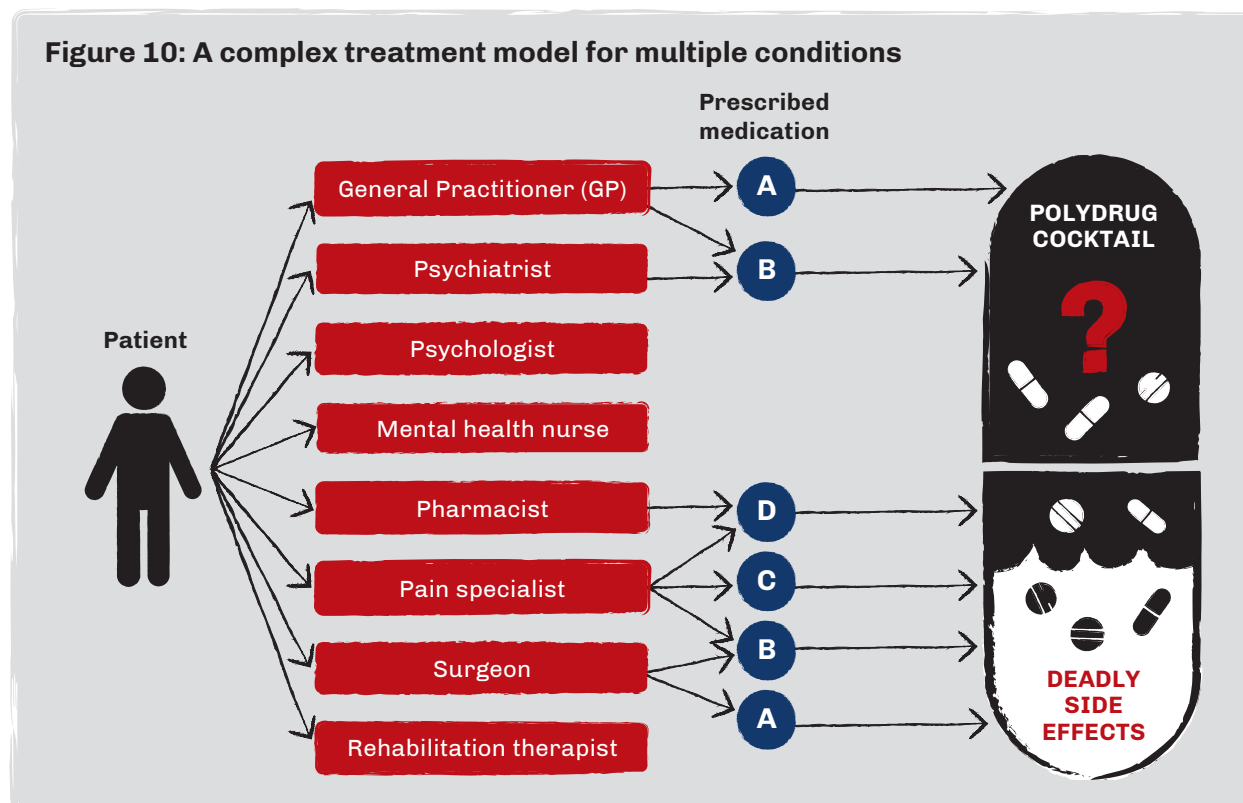 Figure 10: A complex treatment model for multiple conditions
Prescribed
medication
Patient
General Practitioner (GP)
Psychiatrist
Psychologist
Mental health nurse
Pharmacist
Pain specialist
Surgeon
Rehabilitation therapist
A
B
D
C
B
A
POLYDRUG
COCKTAIL
?
DEADLY
SIDE
EFFECTS